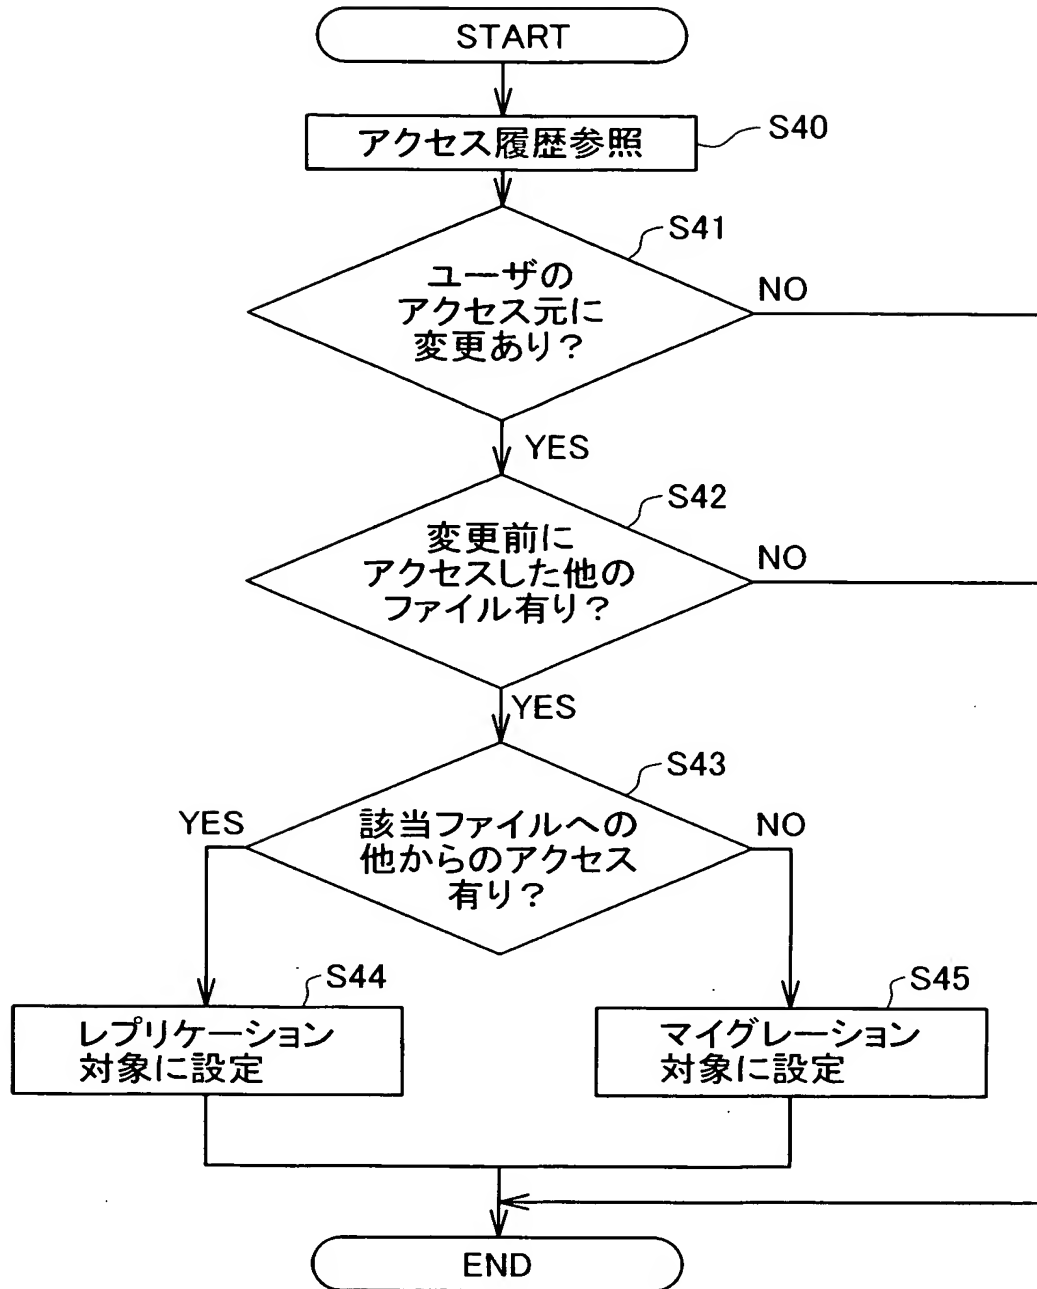 START
アクセス履歴参照
S40
S41
ユーザの
アクセス元に
変更あり？
NO
YES
S42
変更前に
アクセスした他の
ファイル有り？
NO
YES
S43
該当ファイルへの
他からのアクセス
有り？
YES
NO
S44
レプリケーション
対象に設定
S45
マイグレーション
対象に設定
END